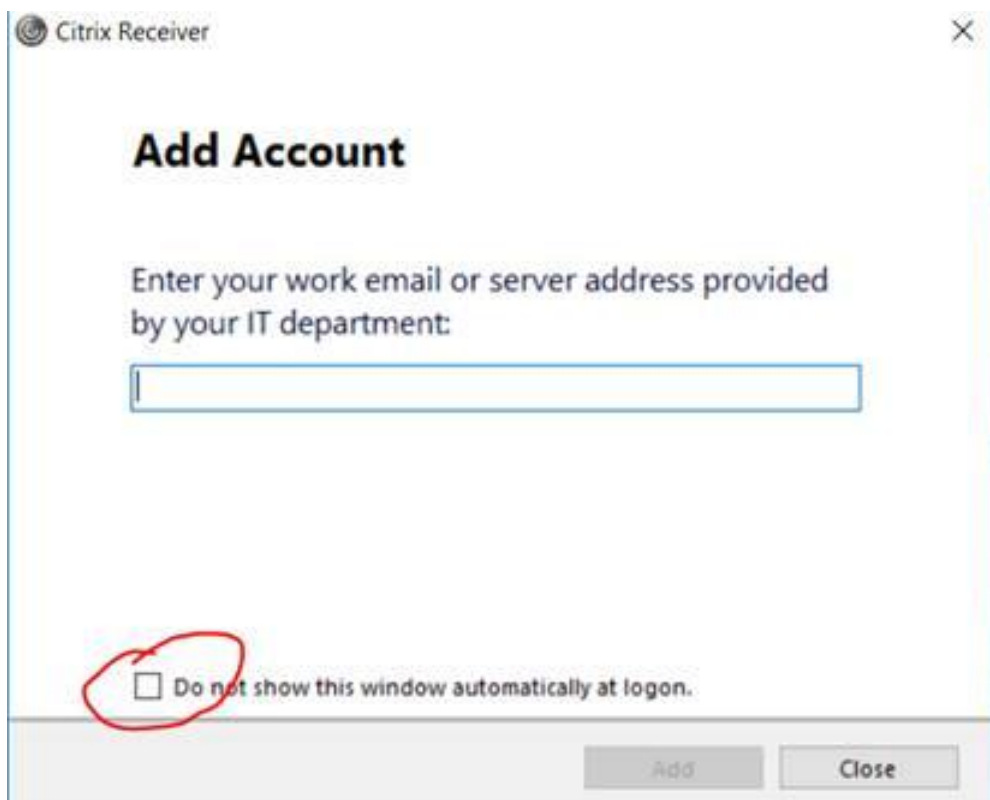 Citrix Receiver
Add Account
Enter your work email or server address provided
by your IT department:
Do not show this window automatically at logon.
Add
Close